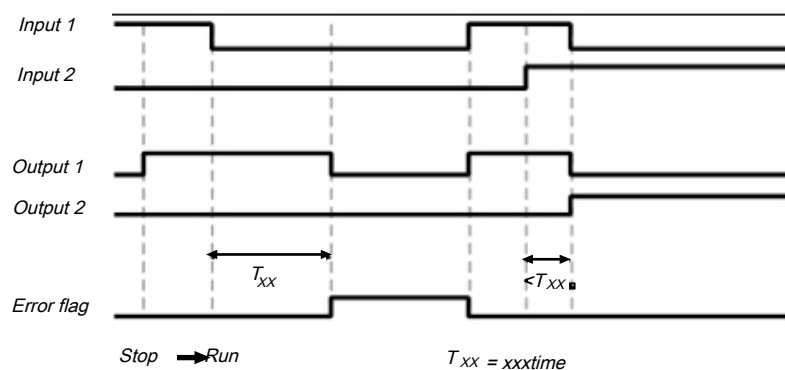 Input 1
Input 2
Output 1
Output 2
TXX
<TXX
Error flag
Stop Run
TXX = xxxtime